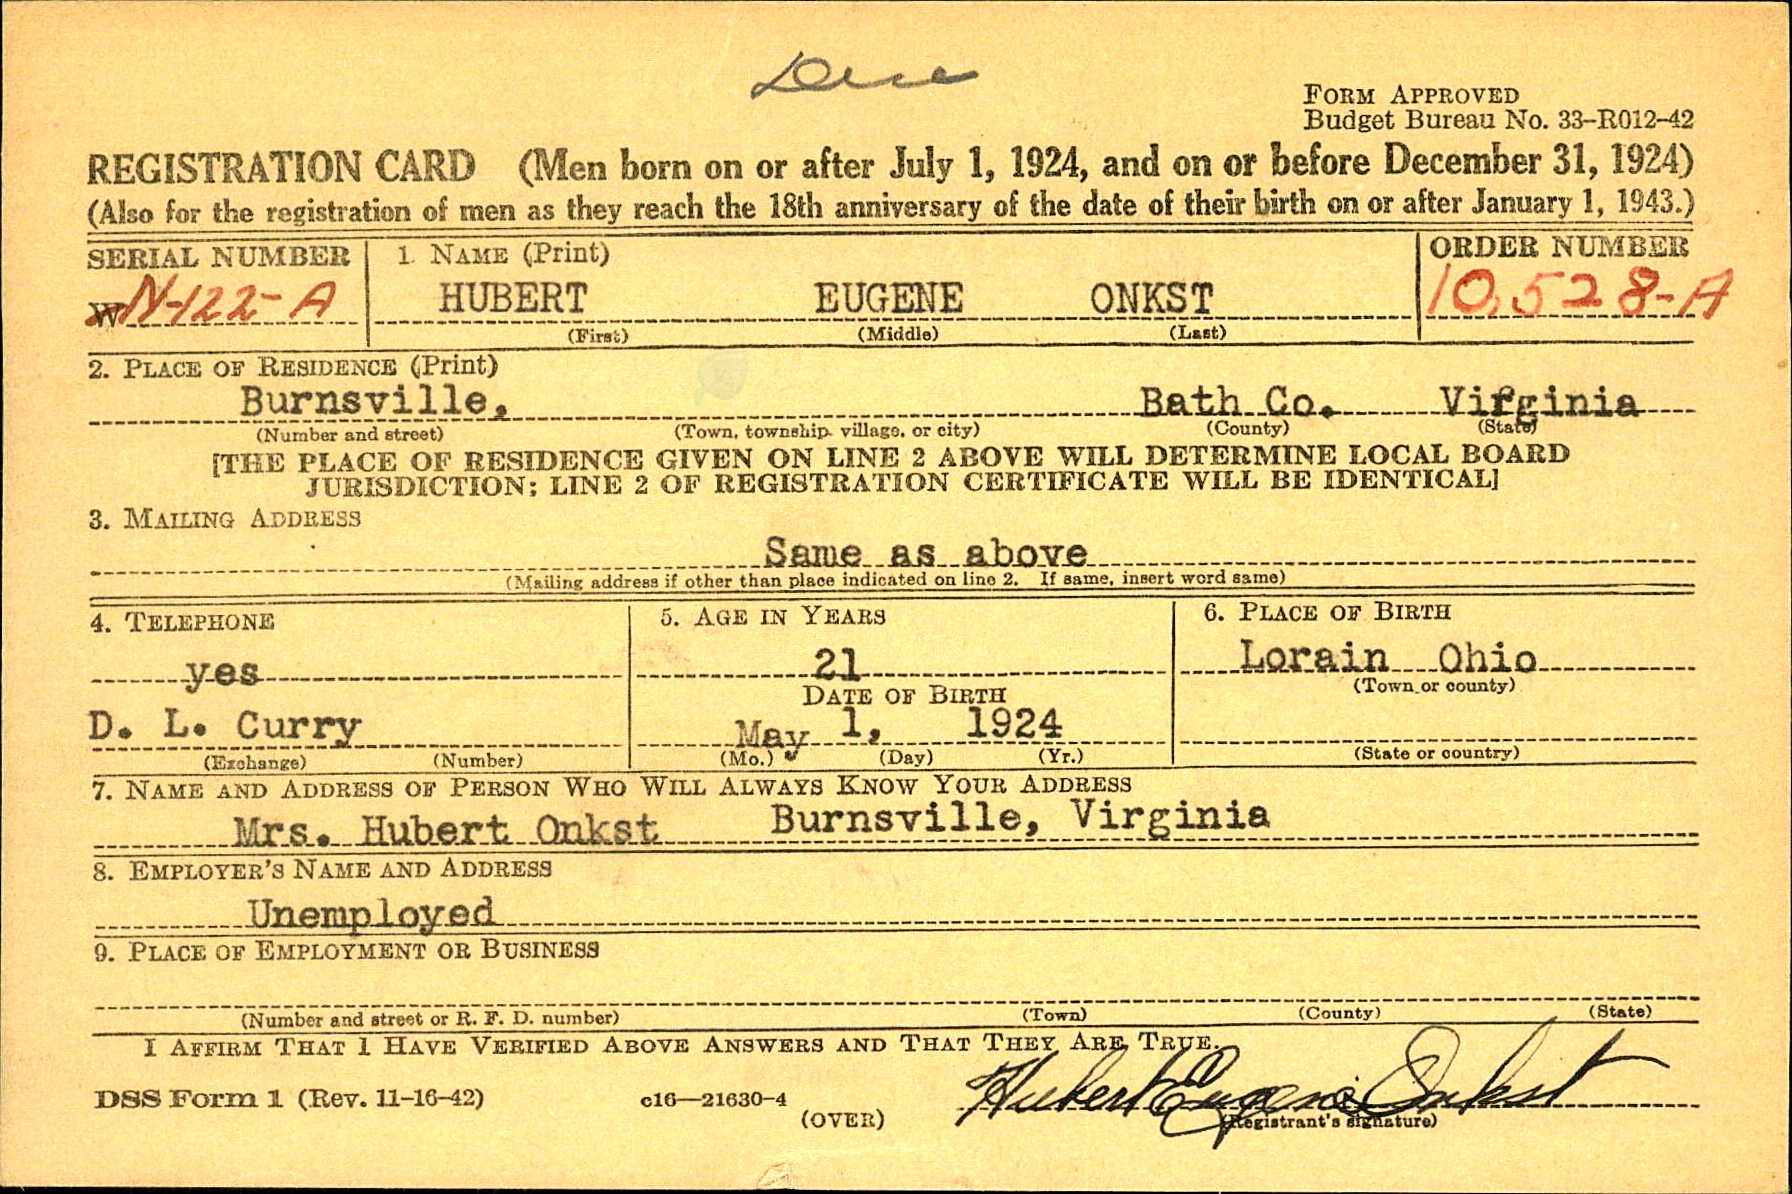 FORM APPROVED
Budget Bureau No. 33-R012-42
REGISTRATION CARD (Men born on or after July 1, 1924, and on or before December 31, 1924)
(Also for the registration of men as they reach the 18th anniversary of the date of their birth on or after January 1, 1943.)
SERIAL NUMBER 1. NAME (Print) ORDER NUMBER
W N-122-A HUBERT EUGENE ONKST 10,528-A
(First) (Middle) (Last)
2. PLACE OF RESIDENCE (Print)
Burnsville, Bath Co. Virginia
(Number and street) (Town, township, village, or city) (County) (State)
[THE PLACE OF RESIDENCE GIVEN ON LINE 2 ABOVE WILL DETERMINE LOCAL BOARD
JURISDICTION; LINE 2 OF REGISTRATION CERTIFICATE WILL BE IDENTICAL]
3. MAILING ADDRESS
Same as above
(Mailing address if other than place indicated on line 2. If same, insert word same)
4. TELEPHONE 5. AGE IN YEARS 6. PLACE OF BIRTH
yes 21 Lorain Ohio
DATE OF BIRTH (Town or county)
D. L. Curry May 1, 1924
(Exchange) (Number) (Mo.) (Day) (Yr.) (State or country)
7. NAME AND ADDRESS OF PERSON WHO WILL ALWAYS KNOW YOUR ADDRESS
Mrs. Hubert Onkst Burnsville, Virginia
8. EMPLOYER'S NAME AND ADDRESS
Unemployed
9. PLACE OF EMPLOYMENT OR BUSINESS
(Number and street or R. F. D. number) (Town) (County) (State)
I AFFIRM THAT I HAVE VERIFIED ABOVE ANSWERS AND THAT THEY ARE TRUE.
DSS Form 1 (Rev. 11-16-42) c16—21630-4 Hubert Eugene Onkst
(OVER) (Registrant's signature)